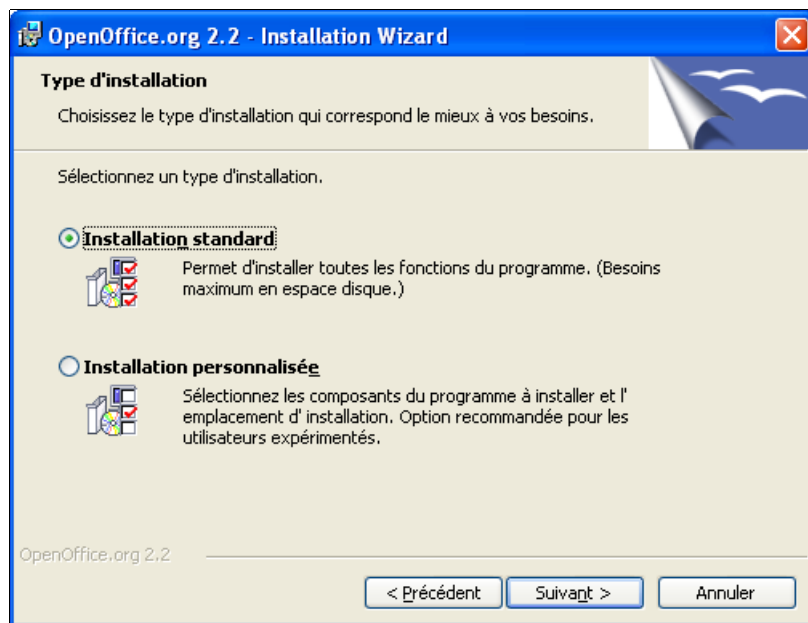 OpenOffice.org 2.2 - Installation Wizard
Type d'installation
Choisissez le type d'installation qui correspond le mieux à vos besoins.
Sélectionnez un type d'installation.
Installation standard
Permet d'installer toutes les fonctions du programme. (Besoins
maximum en espace disque.)
Installation personnalisée
Sélectionnez les composants du programme à installer et l'
emplacement d' installation. Option recommandée pour les
utilisateurs expérimentés.
OpenOffice.org 2.2
< Précédent Suivant > Annuler